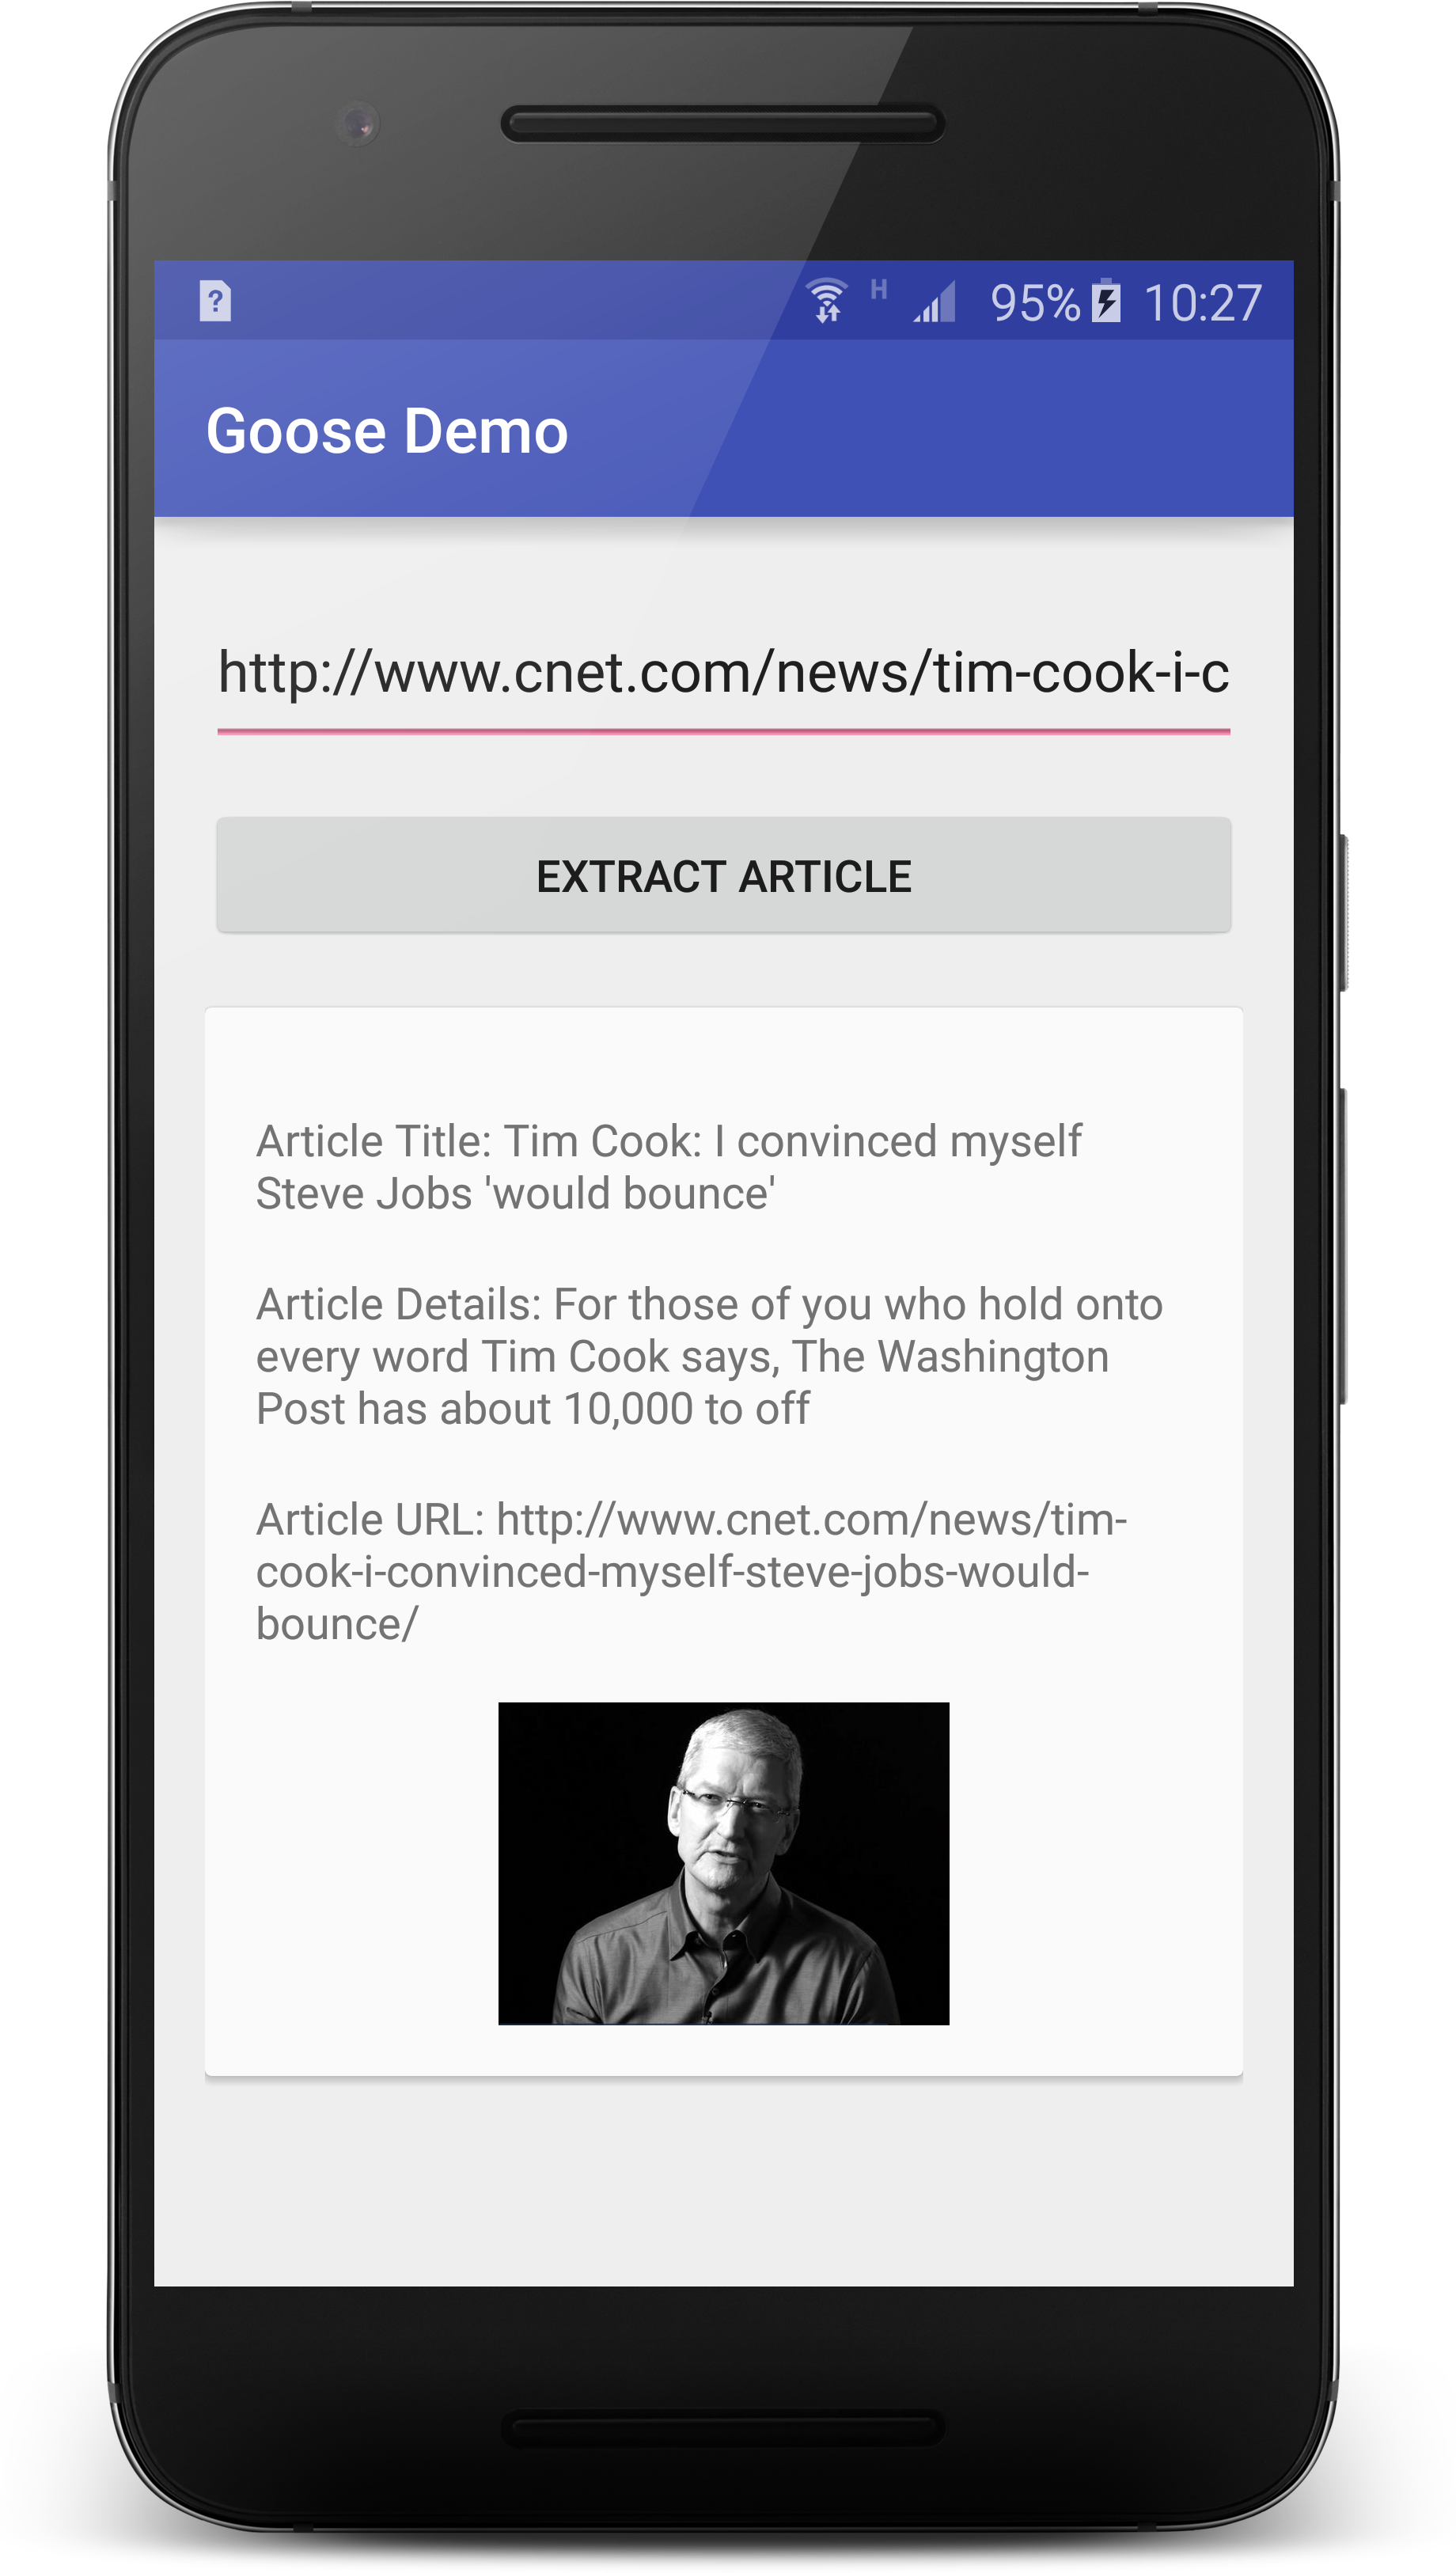 H 95% 10:27
Goose Demo
http://www.cnet.com/news/tim-cook-i-c
EXTRACT ARTICLE
Article Title: Tim Cook: I convinced myself
Steve Jobs 'would bounce'
Article Details: For those of you who hold onto
every word Tim Cook says, The Washington
Post has about 10,000 to off
Article URL: http://www.cnet.com/news/tim-
cook-i-convinced-myself-steve-jobs-would-
bounce/